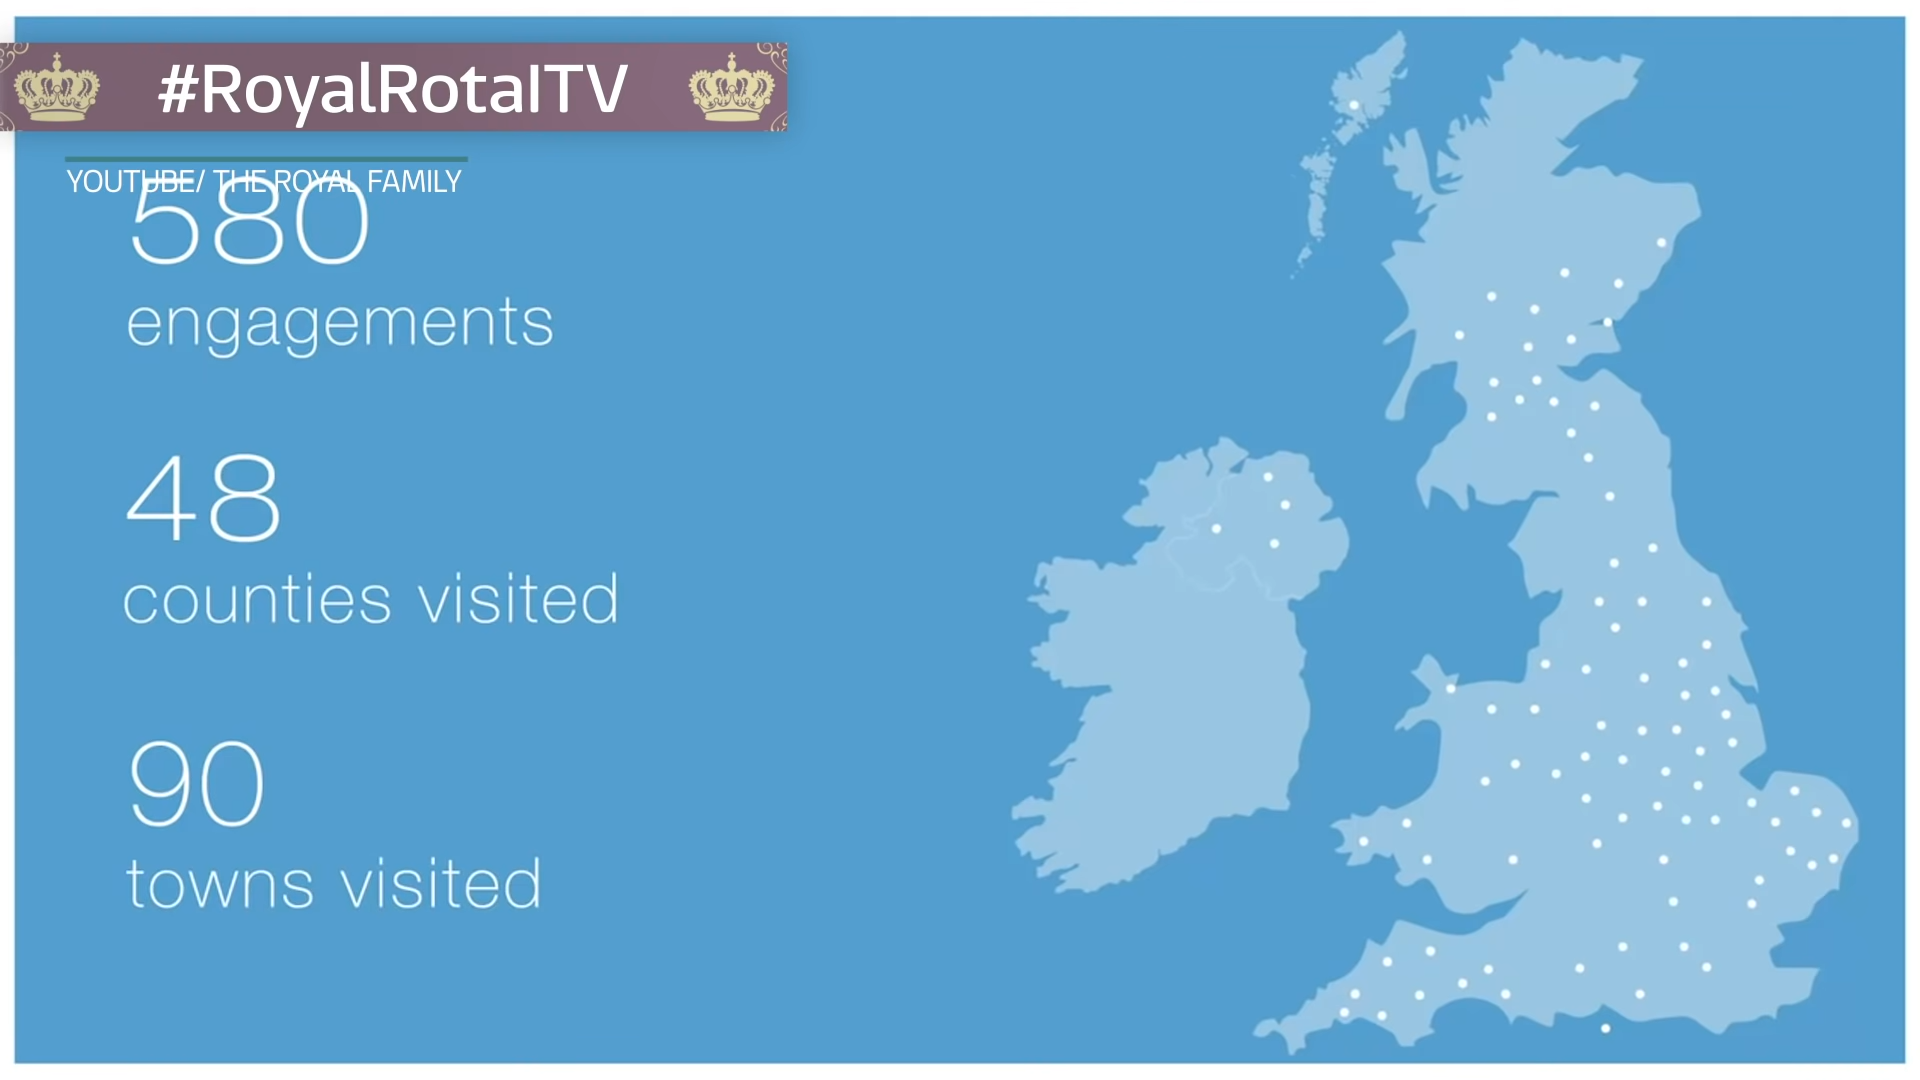 #RoyalRotaITV
YOUTUBE/ THE ROYAL FAMILY
580
engagements
48
counties visited
90
towns visited